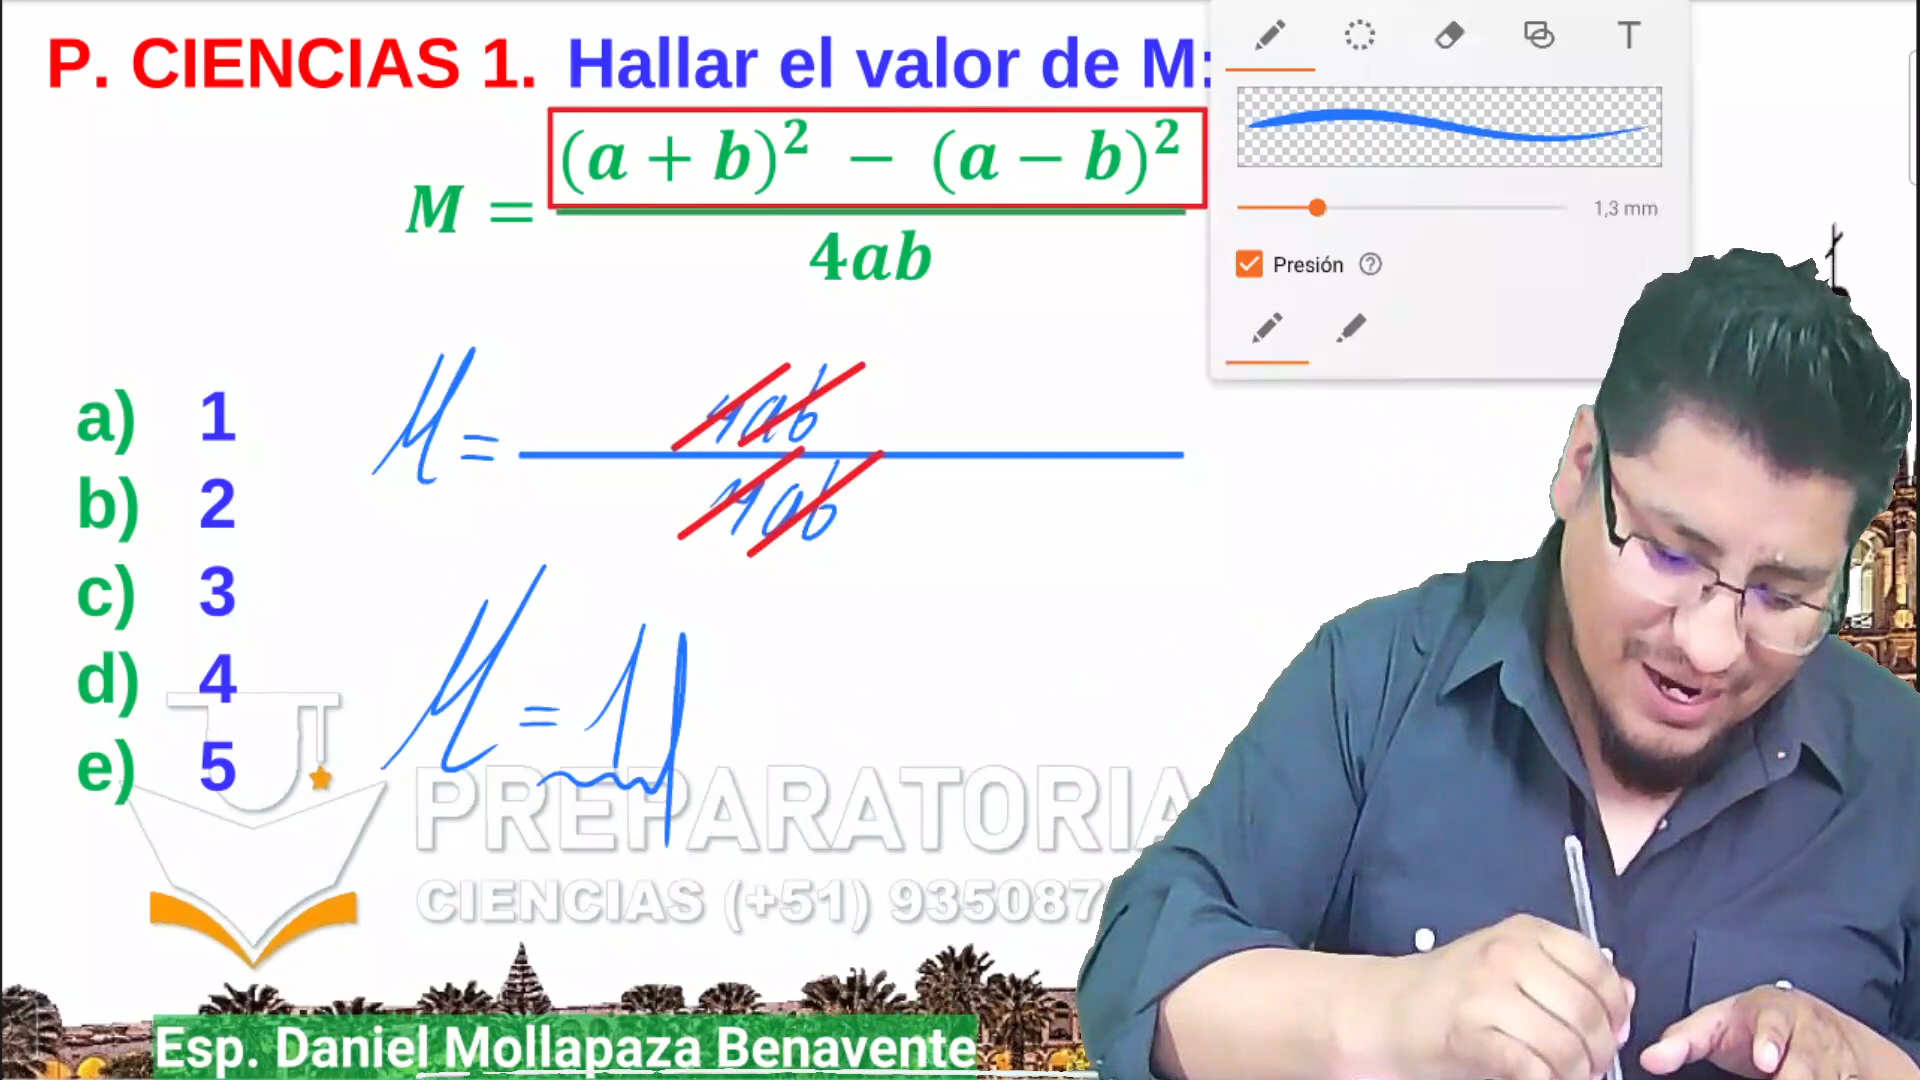 P. CIENCIAS 1. Hallar el valor de M:
M = (a + b)² − (a − b)²
4ab
T
1,3 mm
Presión
M = 4ab
4ab
a) 1
b) 2
c) 3
d) 4
e) 5
M = 1
PREPARATORIA
CIENCIAS (+51) 935087
Esp. Daniel Mollapaza Benavente